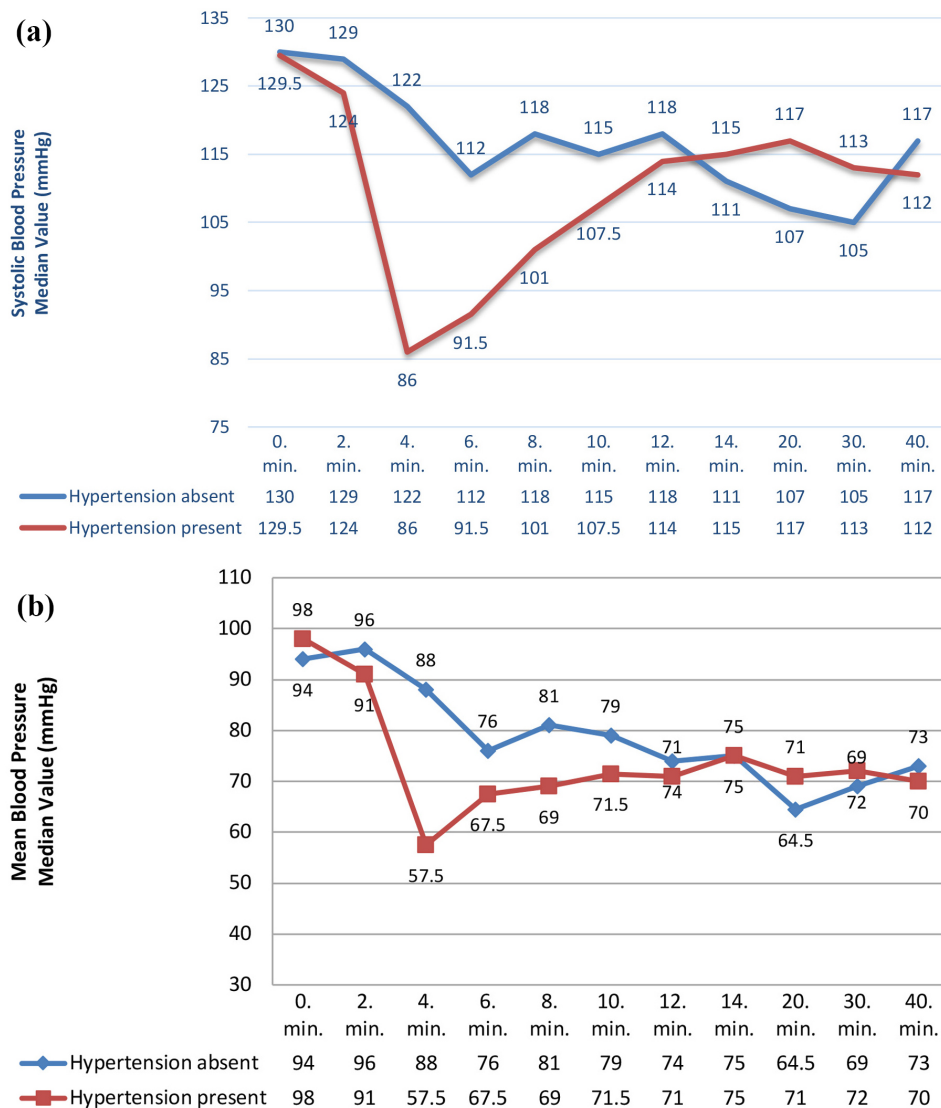 (a)
Systolic Blood Pressure
Median Value (mmHg)
135
125
115
105
95
85
75
130 129 122 112 118 115 118 115 117 113 117
129.5 124 86 91.5 101 107.5 114 111 107 105 112
0. 2. 4. 6. 8. 10. 12. 14. 20. 30. 40.
min. min. min. min. min. min. min. min. min. min. min.
Hypertension absent 130 129 122 112 118 115 118 111 107 105 117
Hypertension present 129.5 124 86 91.5 101 107.5 114 115 117 113 112
(b)
Mean Blood Pressure
Median Value (mmHg)
110
100
90
80
70
60
50
40
30
98 96 88 76 81 79 71 75 71 69 73
94 91 57.5 67.5 69 71.5 74 75 64.5 72 70
0. 2. 4. 6. 8. 10. 12. 14. 20. 30. 40.
min. min. min. min. min. min. min. min. min. min. min.
Hypertension absent 94 96 88 76 81 79 74 75 64.5 69 73
Hypertension present 98 91 57.5 67.5 69 71.5 71 75 71 72 70